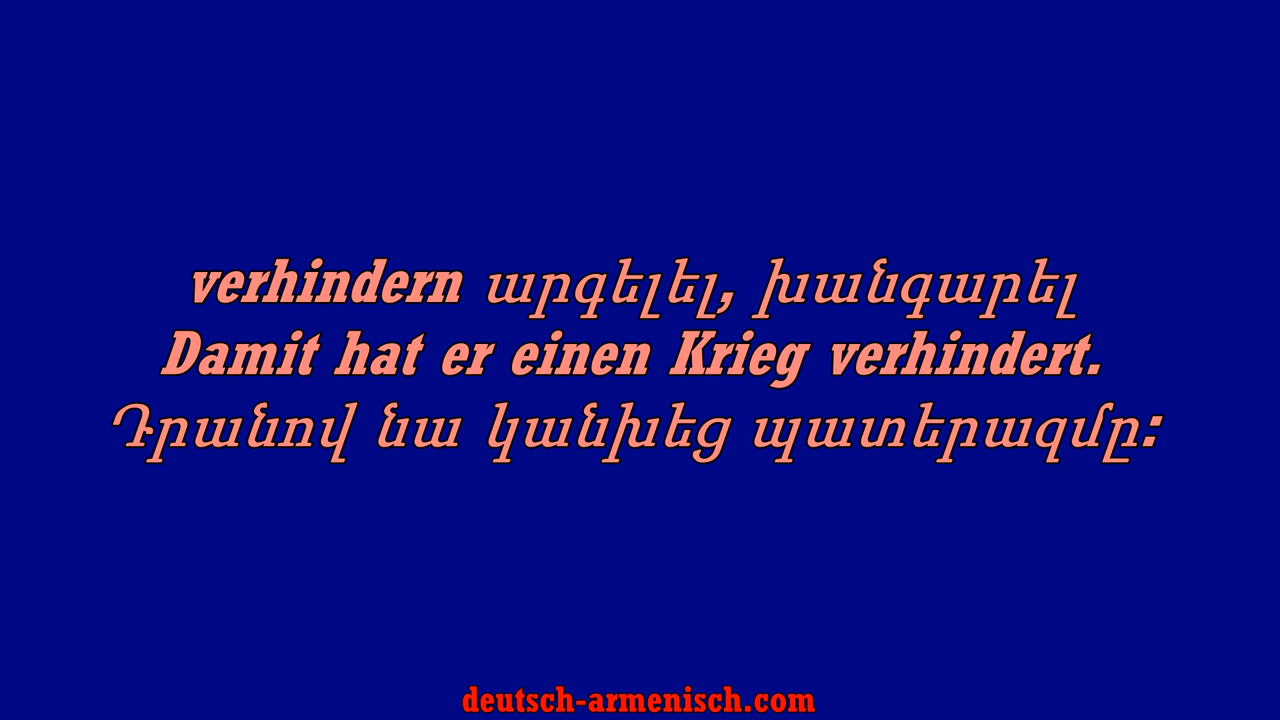 verhindern արգելել, խանգարել
Damit hat er einen Krieg verhindert.
Դրանով նա կանխեց պատերազմը:
deutsch-armenisch.com